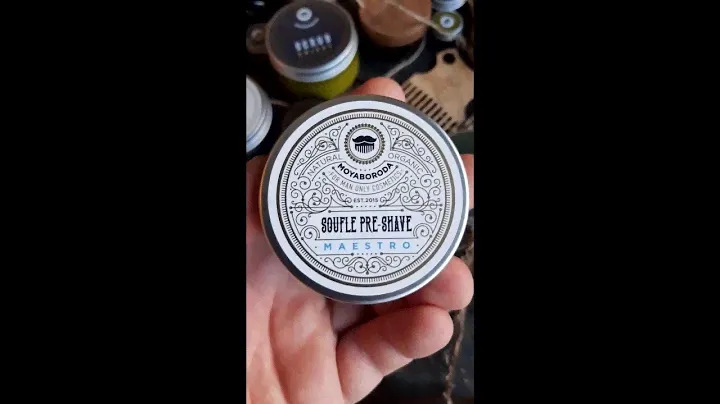 NATURAL ORGANIC
MOYABORODA
FOR MAN ONLY COSMETICS
EST.2015
SOUFLE PRE-SHAVE
MAESTRO